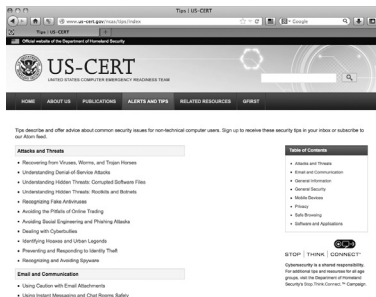 Tips | US-CERT
www.us-cert.gov/ncas/tips/index
Google
Tips | US-CERT
Official website of the Department of Homeland Security
US-CERT
UNITED STATES COMPUTER EMERGENCY READINESS TEAM
HOME ABOUT US PUBLICATIONS ALERTS AND TIPS RELATED RESOURCES GFIRST
Tips describe and offer advice about common security issues for non-technical computer users. Sign up to receive these security tips in your inbox or subscribe to
our Atom feed.
Attacks and Threats
Recovering from Viruses, Worms, and Trojan Horses
Understanding Denial-of-Service Attacks
Understanding Hidden Threats: Corrupted Software Files
Understanding Hidden Threats: Rootkits and Botnets
Recognizing Fake Antiviruses
Avoiding the Pitfalls of Online Trading
Avoiding Social Engineering and Phishing Attacks
Dealing with Cyberbullies
Identifying Hoaxes and Urban Legends
Preventing and Responding to Identity Theft
Recognizing and Avoiding Spyware
Email and Communication
Using Caution with Email Attachments
Using Instant Messaging and Chat Rooms Safely
Table of Contents
Attacks and Threats
Email and Communication
General Information
General Security
Mobile Devices
Privacy
Safe Browsing
Software and Applications
STOP | THINK | CONNECT
Cybersecurity is a shared responsibility.
For additional tips and resources for all age
groups, visit the Department of Homeland
Security's Stop.Think.Connect.™ Campaign